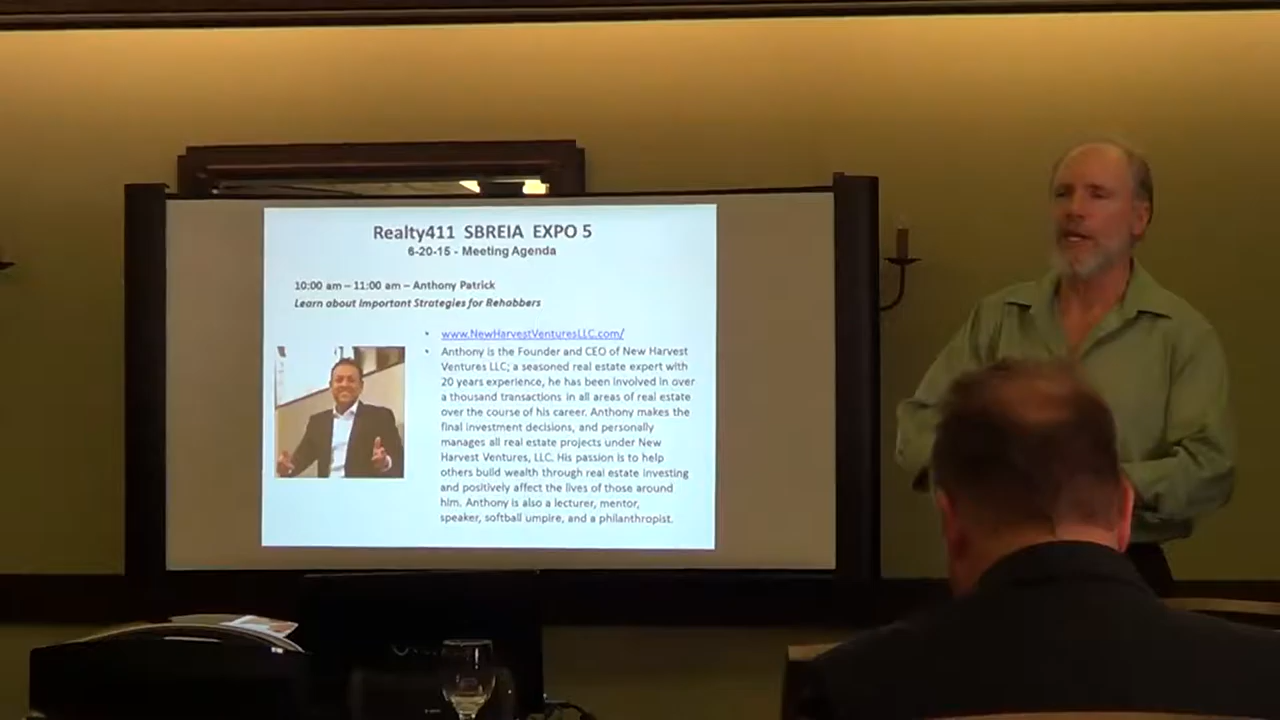 Realty411 SBREIA EXPO 5
6-20-15 - Meeting Agenda
10:00 am – 11:00 am – Anthony Patrick
Learn about Important Strategies for Rehabbers
• www.NewHarvestVenturesLLC.com/
• Anthony is the Founder and CEO of New Harvest
Ventures LLC; a seasoned real estate expert with
20 years experience, he has been involved in over
a thousand transactions in all areas of real estate
over the course of his career. Anthony makes the
final investment decisions, and personally
manages all real estate projects under New
Harvest Ventures, LLC. His passion is to help
others build wealth through real estate investing
and positively affect the lives of those around
him. Anthony is also a lecturer, mentor,
speaker, softball umpire, and a philanthropist.